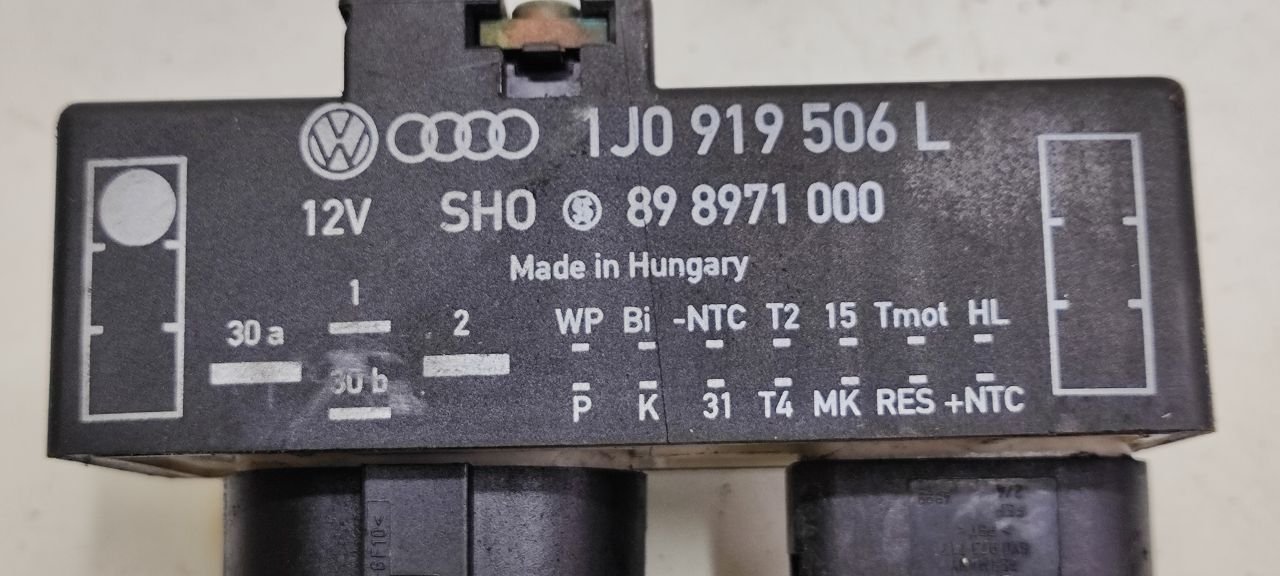 1J0 919 506 L
12V SHO 89 8971 000
Made in Hungary
1
30 a 2 WP Bi -NTC T2 15 Tmot HL
30 b
P K 31 T4 MK RES +NTC